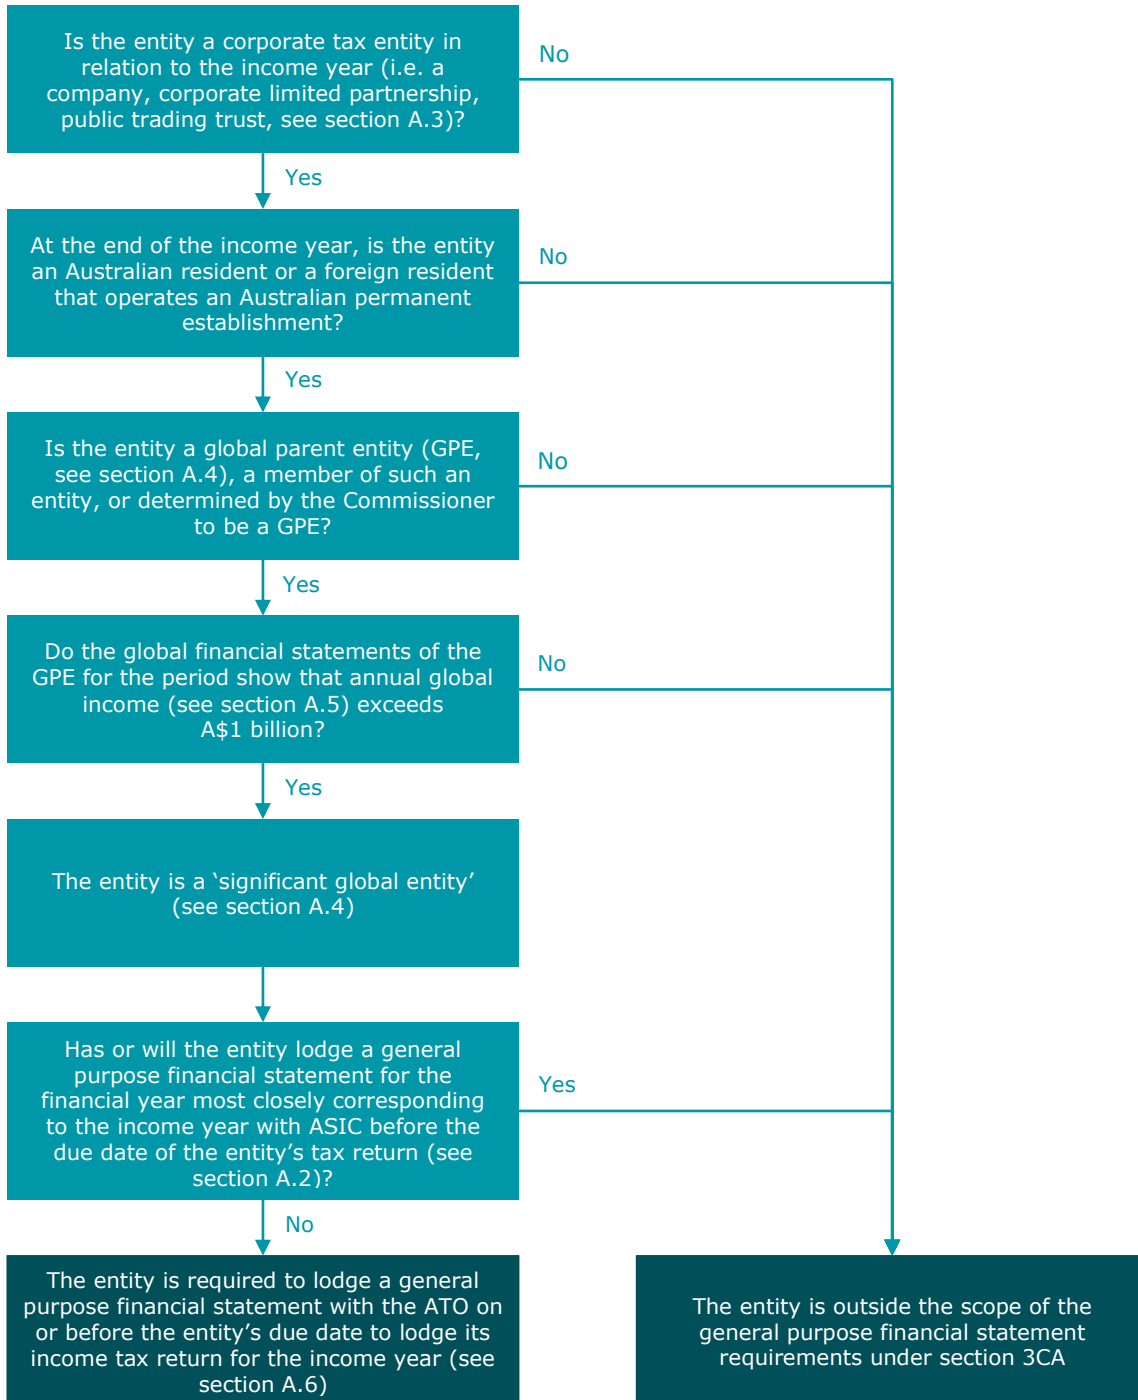 Is the entity a corporate tax entity in
relation to the income year (i.e. a
company, corporate limited partnership,
public trading trust, see section A.3)?
No
Yes
At the end of the income year, is the entity
an Australian resident or a foreign resident
that operates an Australian permanent
establishment?
No
Yes
Is the entity a global parent entity (GPE,
see section A.4), a member of such an
entity, or determined by the Commissioner
to be a GPE?
No
Yes
Do the global financial statements of the
GPE for the period show that annual global
income (see section A.5) exceeds
A$1 billion?
No
Yes
The entity is a ‘significant global entity’
(see section A.4)
Has or will the entity lodge a general
purpose financial statement for the
financial year most closely corresponding
to the income year with ASIC before the
due date of the entity’s tax return (see
section A.2)?
Yes
No
The entity is required to lodge a general
purpose financial statement with the ATO on
or before the entity’s due date to lodge its
income tax return for the income year (see
section A.6)
The entity is outside the scope of the
general purpose financial statement
requirements under section 3CA